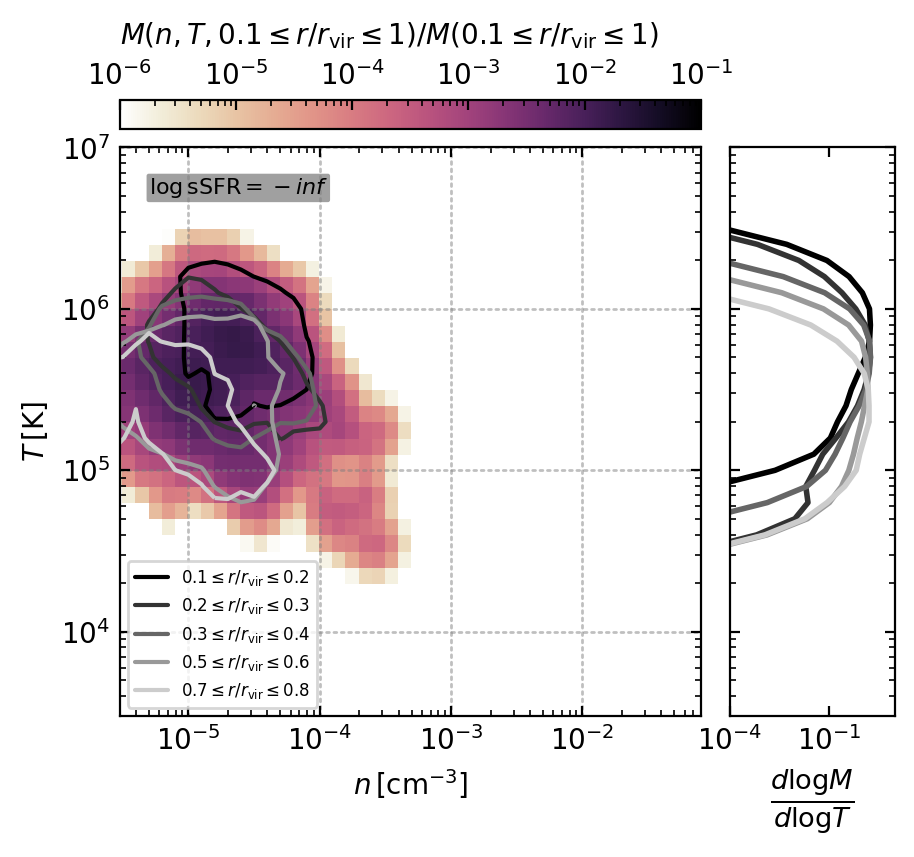 M(n, T, 0.1 ≤ r/r_vir ≤ 1)/M(0.1 ≤ r/r_vir ≤ 1)
10^−6 10^−5 10^−4 10^−3 10^−2 10^−1
10^7
log sSFR = −inf
10^6
T [K]
10^5
10^4
0.1 ≤ r/r_vir ≤ 0.2
0.2 ≤ r/r_vir ≤ 0.3
0.3 ≤ r/r_vir ≤ 0.4
0.5 ≤ r/r_vir ≤ 0.6
0.7 ≤ r/r_vir ≤ 0.8
10^−5 10^−4 10^−3 10^−2 10^−4 10^−1
n [cm^−3]
dlogM
dlogT